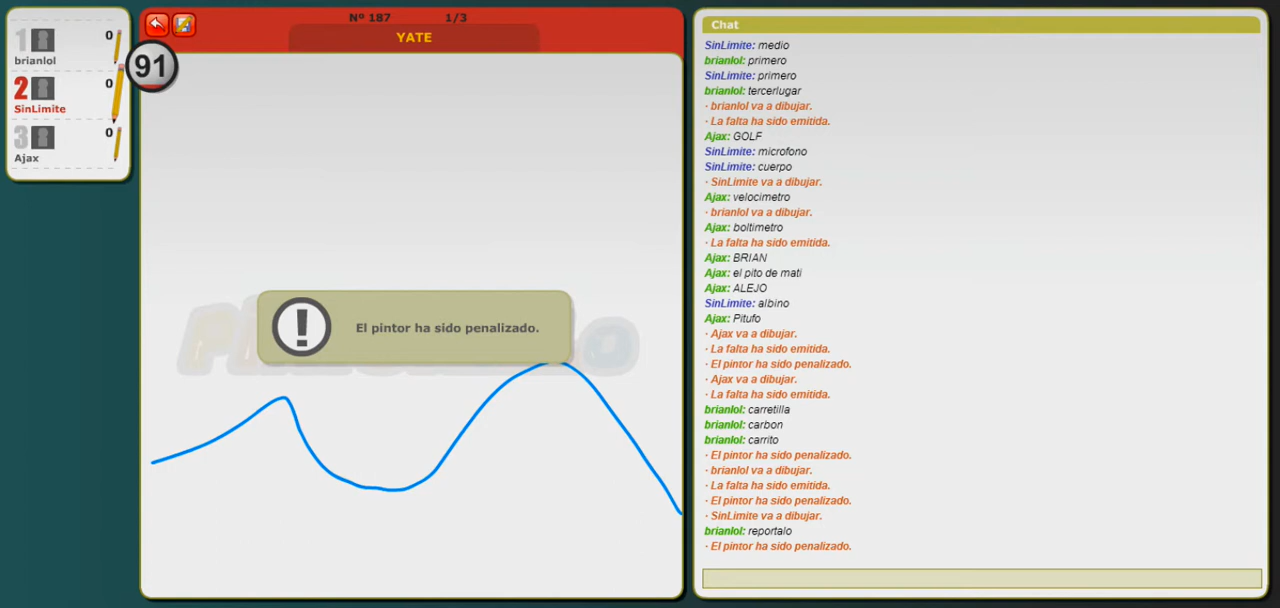 1
0
brianlol
2
0
SinLimite
3
0
Ajax
91
Nº 187 1/3
YATE
El pintor ha sido penalizado.
Chat
SinLimite: medio
brianlol: primero
SinLimite: primero
brianlol: tercerlugar
· brianlol va a dibujar.
· La falta ha sido emitida.
Ajax: GOLF
SinLimite: microfono
SinLimite: cuerpo
· SinLimite va a dibujar.
Ajax: velocimetro
· brianlol va a dibujar.
Ajax: boltimetro
· La falta ha sido emitida.
Ajax: BRIAN
Ajax: el pito de mati
Ajax: ALEJO
SinLimite: albino
Ajax: Pitufo
· Ajax va a dibujar.
· La falta ha sido emitida.
· El pintor ha sido penalizado.
· Ajax va a dibujar.
· La falta ha sido emitida.
brianlol: carretilla
brianlol: carbon
brianlol: carrito
· El pintor ha sido penalizado.
· brianlol va a dibujar.
· La falta ha sido emitida.
· El pintor ha sido penalizado.
· SinLimite va a dibujar.
brianlol: reportalo
· El pintor ha sido penalizado.